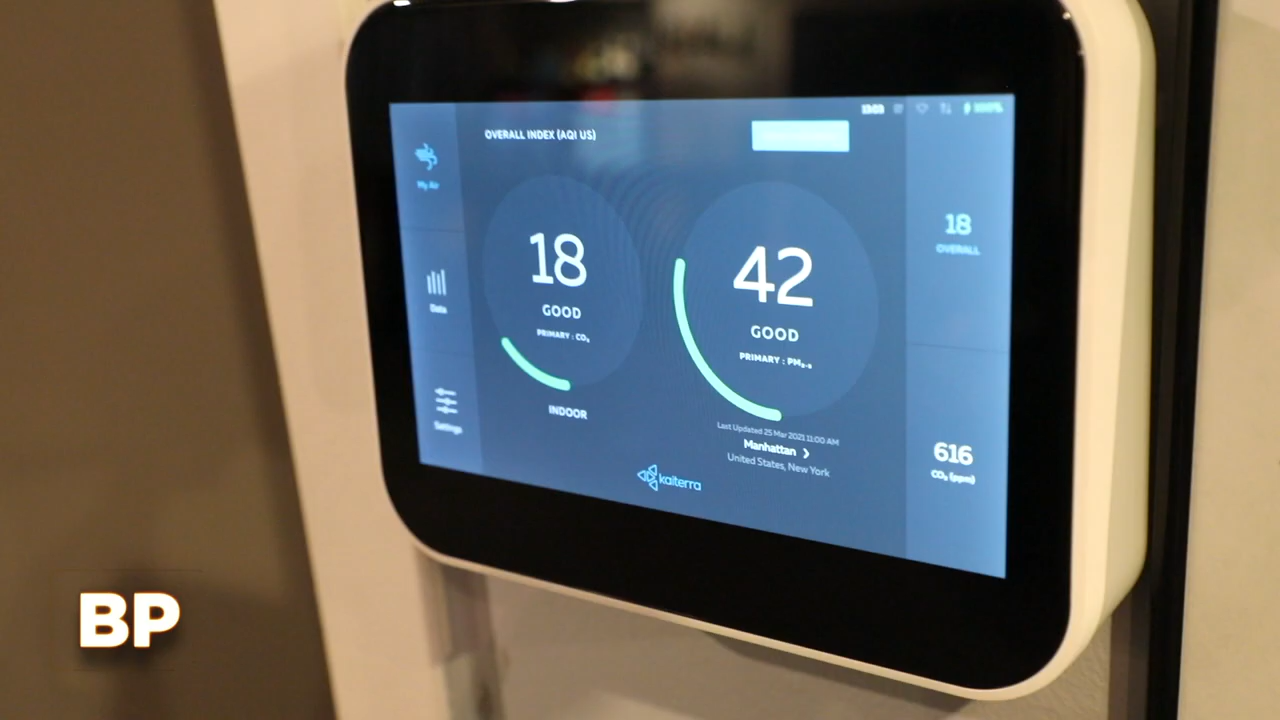 OVERALL INDEX (AQI US)
My Air
Data
Settings
18
GOOD
PRIMARY : CO₂
INDOOR
42
GOOD
PRIMARY : PM₂.₅
Last Updated 25 Mar 2021 11:00 AM
Manhattan >
United States, New York
kaiterra
100%
18
OVERALL
616
CO₂ (ppm)
BP